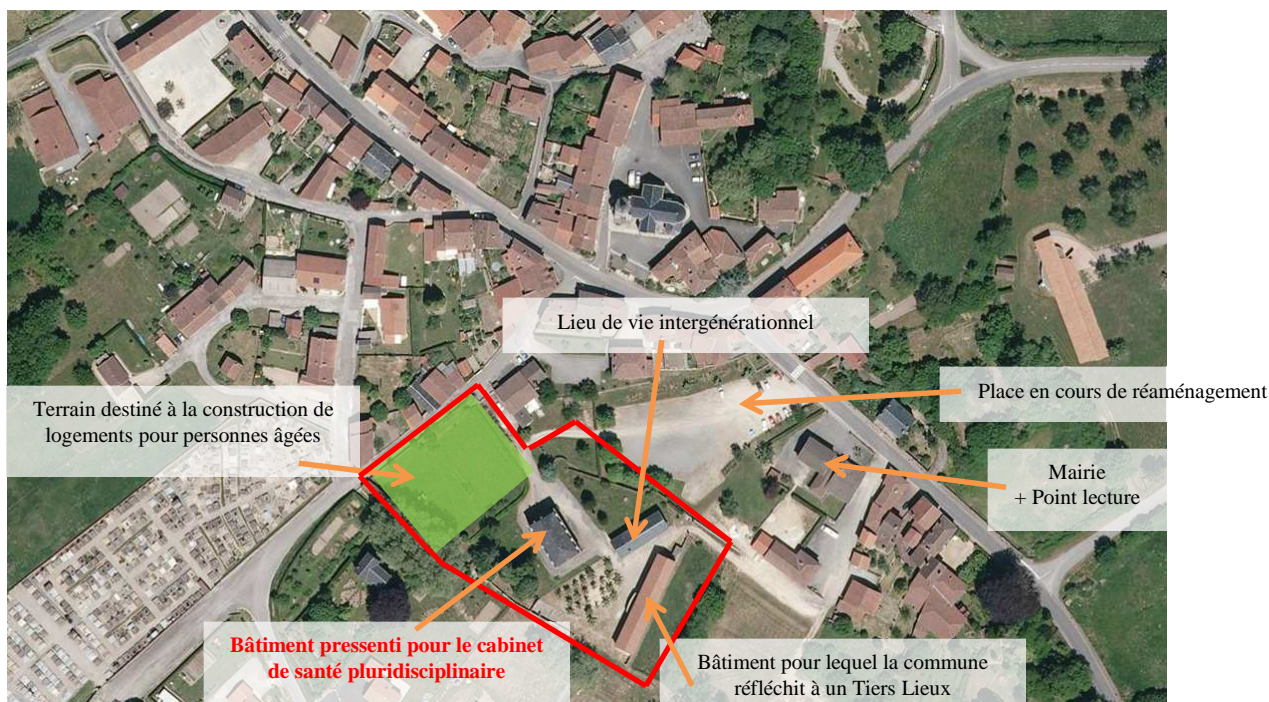 Lieu de vie intergénérationnel
Place en cours de réaménagement
Terrain destiné à la construction de
logements pour personnes âgées
Mairie
+ Point lecture
Bâtiment pressenti pour le cabinet
de santé pluridisciplinaire
Bâtiment pour lequel la commune
réfléchit à un Tiers Lieux